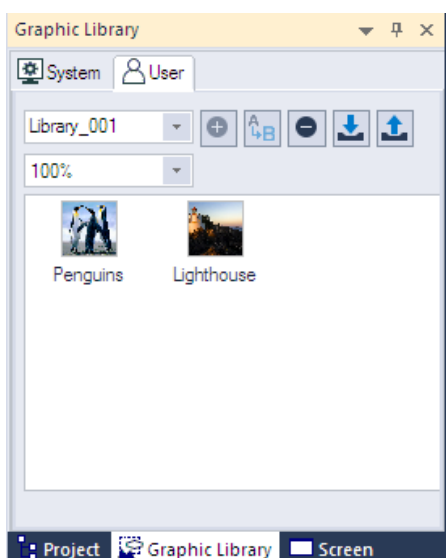 Graphic Library
System User
Library_001
A B
100%
Penguins Lighthouse
Project Graphic Library Screen